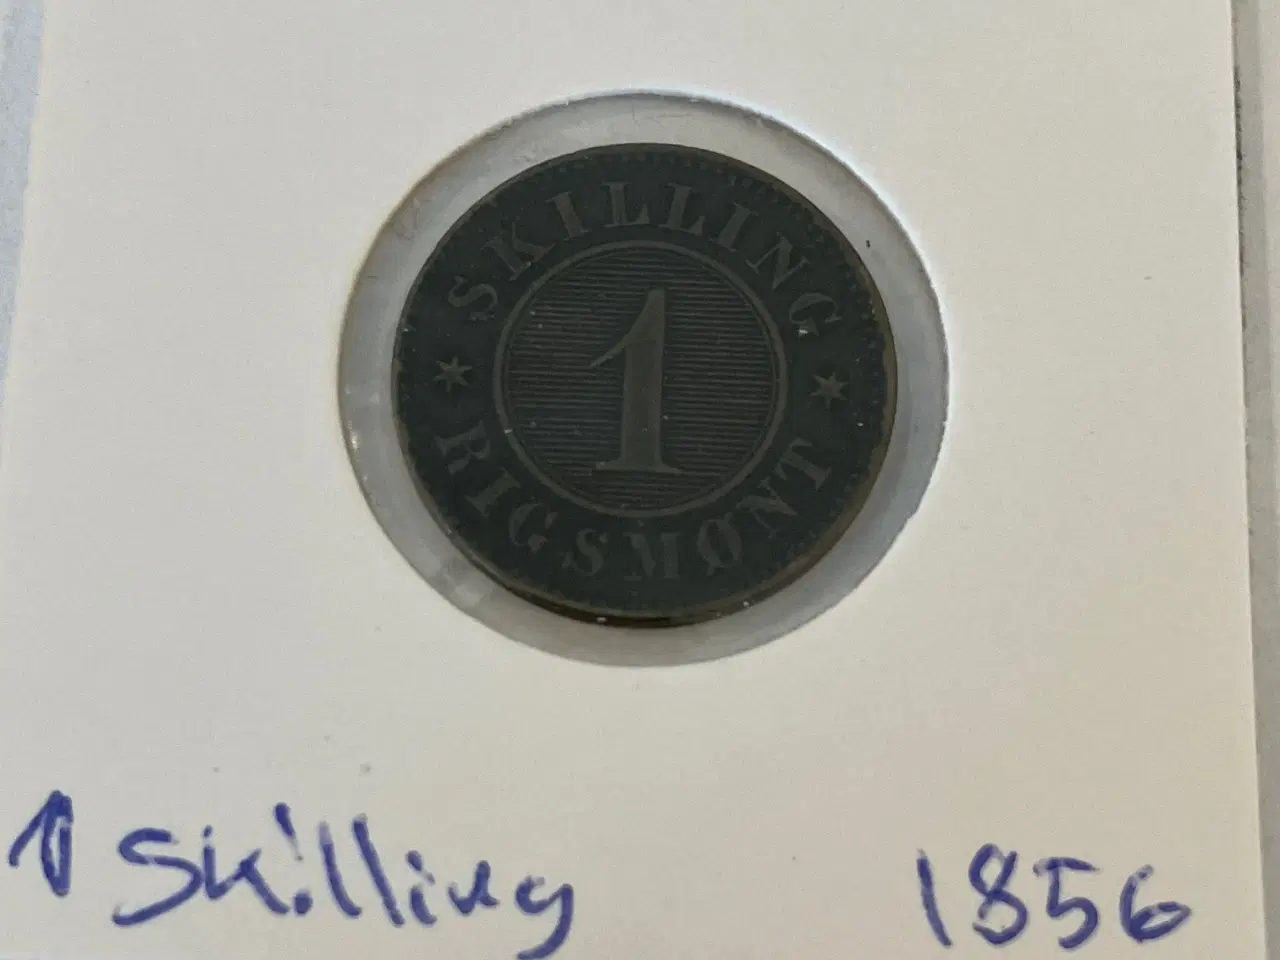 SKILLING
1
★ ★
RIGSMØNT
1 Skilling 1856